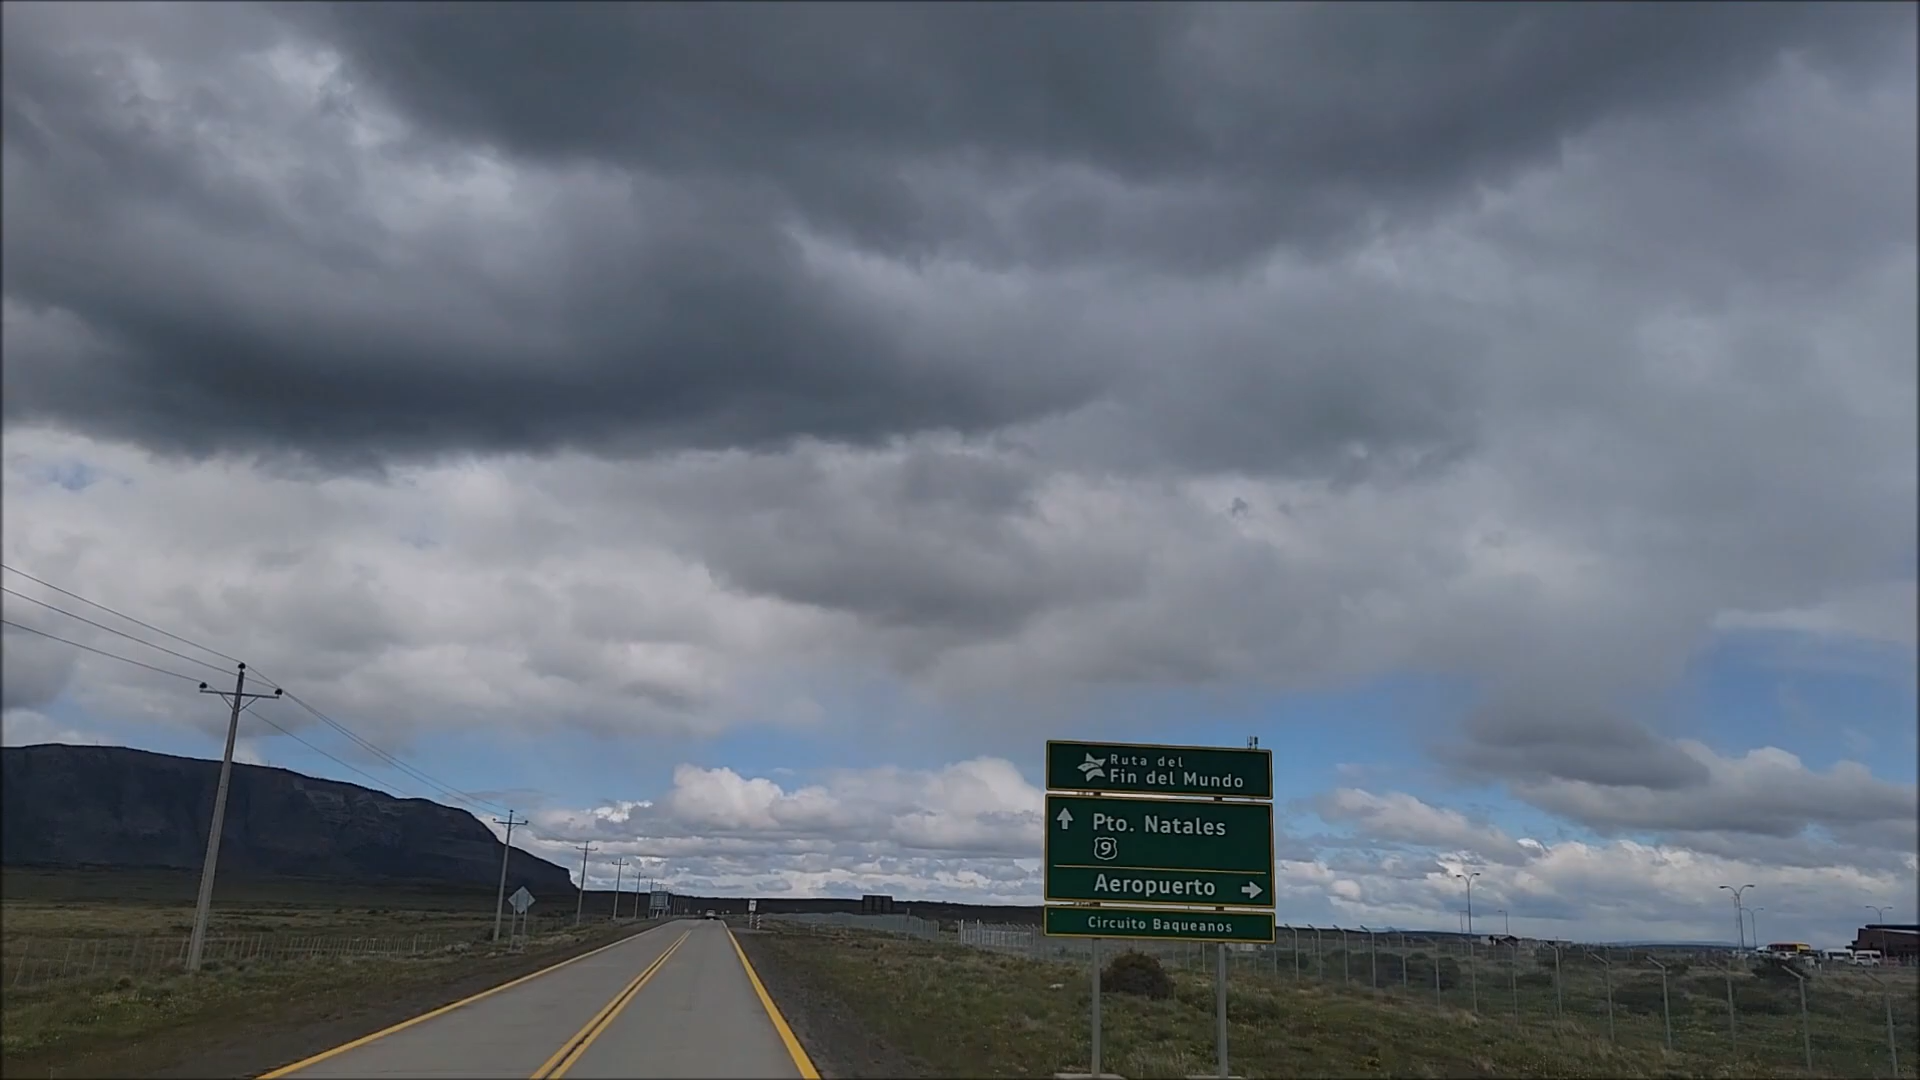 Ruta del
Fin del Mundo
Pto. Natales
9
Aeropuerto
Circuito Baqueanos